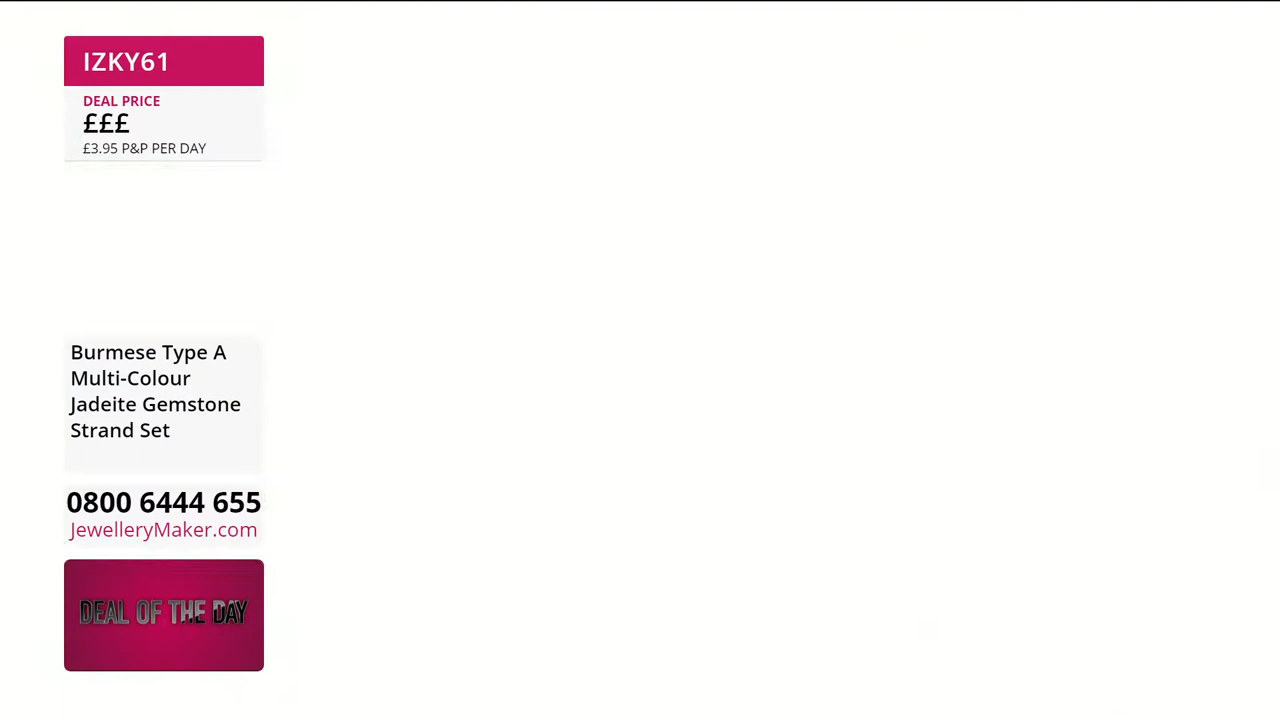 IZKY61
DEAL PRICE
£££
£3.95 P&P PER DAY
Burmese Type A
Multi-Colour
Jadeite Gemstone
Strand Set
0800 6444 655
JewelleryMaker.com
DEAL OF THE DAY